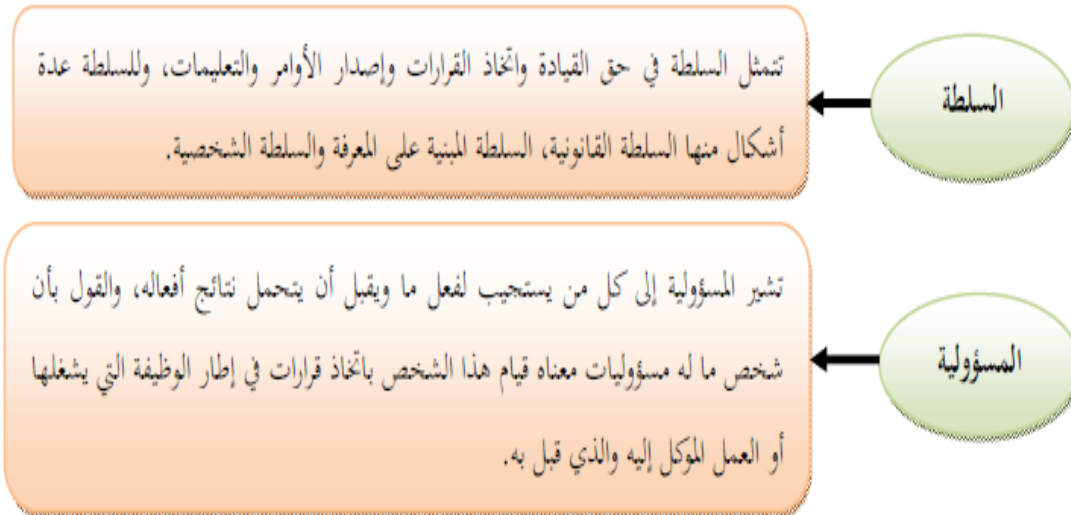 السلطة
تتمثل السلطة في حق القيادة واتخاذ القرارات وإصدار الأوامر والتعليمات، وللسلطة عدة
أشكال منها السلطة القانونية، السلطة المبنية على المعرفة والسلطة الشخصية.
المسؤولية
تشير المسؤولية إلى كل من يستجيب لفعل ما ويقبل أن يتحمل نتائج أفعاله، والقول بأن
شخص ما له مسؤوليات معناه قيام هذا الشخص باتخاذ قرارات في إطار الوظيفة التي يشغلها
أو العمل الموكل إليه والذي قبل به.